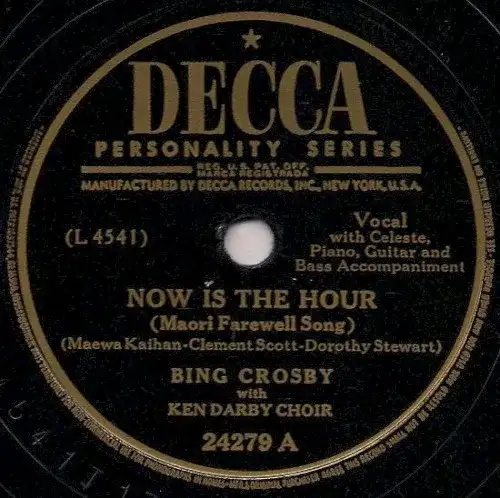 DECCA
PERSONALITY SERIES
REG. U.S. PAT. OFF.
MARCA REGISTRADA
MANUFACTURED BY DECCA RECORDS, INC., NEW YORK, U.S.A.
(L 4541)
Vocal
with Celeste,
Piano, Guitar and
Bass Accompaniment
NOW IS THE HOUR
(Maori Farewell Song)
(Maewa Kaihan-Clement Scott-Dorothy Stewart)
BING CROSBY
with
KEN DARBY CHOIR
24279 A